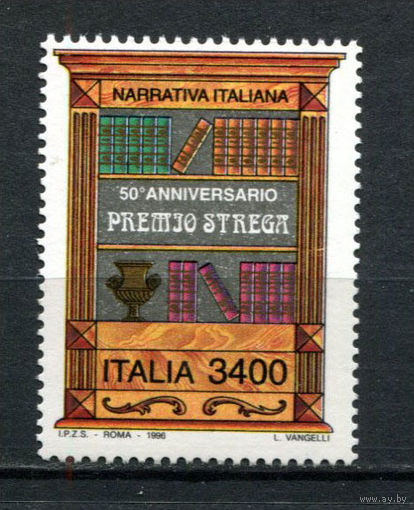 NARRATIVA ITALIANA
50° ANNIVERSARIO
PREMIO STREGA
ITALIA 3400
I.P.Z.S. - ROMA - 1996
L. VANGELLI
www.ay.by